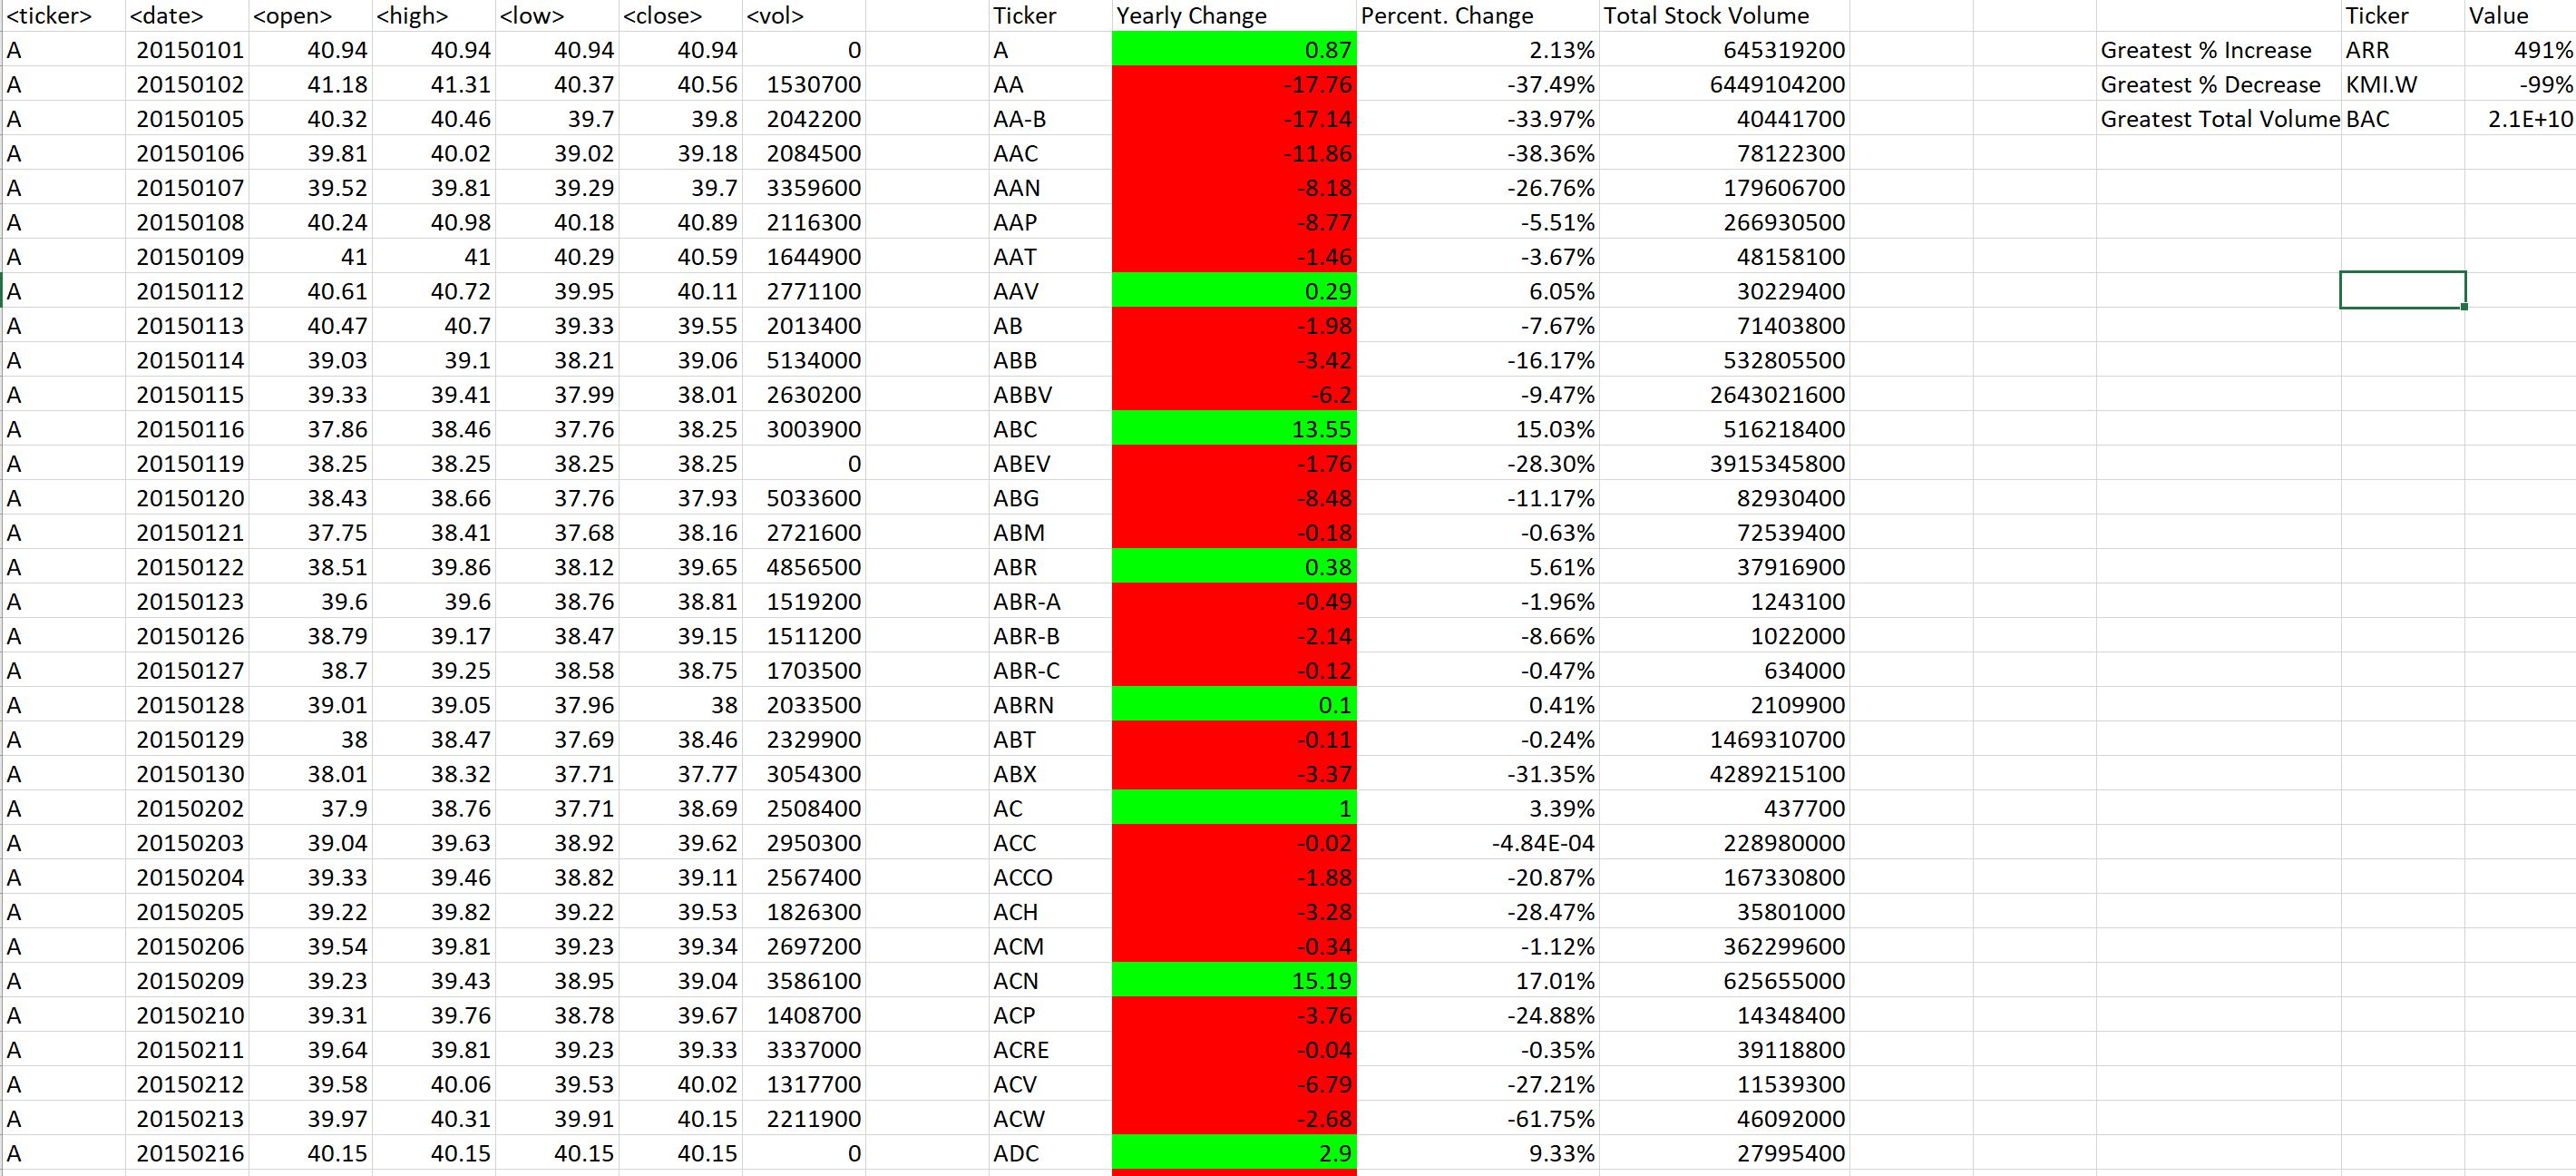 <ticker> <date> <open> <high> <low> <close> <vol> Ticker Yearly Change Percent. Change Total Stock Volume Ticker Value
A 20150101 40.94 40.94 40.94 40.94 0 A 0.87 2.13% 645319200 Greatest % Increase ARR 491%
A 20150102 41.18 41.31 40.37 40.56 1530700 AA -17.76 -37.49% 6449104200 Greatest % Decrease KMI.W -99%
A 20150105 40.32 40.46 39.7 39.8 2042200 AA-B -17.14 -33.97% 40441700 Greatest Total Volume BAC 2.1E+10
A 20150106 39.81 40.02 39.02 39.18 2084500 AAC -11.86 -38.36% 78122300
A 20150107 39.52 39.81 39.29 39.7 3359600 AAN -8.18 -26.76% 179606700
A 20150108 40.24 40.98 40.18 40.89 2116300 AAP -8.77 -5.51% 266930500
A 20150109 41 41 40.29 40.59 1644900 AAT -1.46 -3.67% 48158100
A 20150112 40.61 40.72 39.95 40.11 2771100 AAV 0.29 6.05% 30229400
A 20150113 40.47 40.7 39.33 39.55 2013400 AB -1.98 -7.67% 71403800
A 20150114 39.03 39.1 38.21 39.06 5134000 ABB -3.42 -16.17% 532805500
A 20150115 39.33 39.41 37.99 38.01 2630200 ABBV -6.2 -9.47% 2643021600
A 20150116 37.86 38.46 37.76 38.25 3003900 ABC 13.55 15.03% 516218400
A 20150119 38.25 38.25 38.25 38.25 0 ABEV -1.76 -28.30% 3915345800
A 20150120 38.43 38.66 37.76 37.93 5033600 ABG -8.48 -11.17% 82930400
A 20150121 37.75 38.41 37.68 38.16 2721600 ABM -0.18 -0.63% 72539400
A 20150122 38.51 39.86 38.12 39.65 4856500 ABR 0.38 5.61% 37916900
A 20150123 39.6 39.6 38.76 38.81 1519200 ABR-A -0.49 -1.96% 1243100
A 20150126 38.79 39.17 38.47 39.15 1511200 ABR-B -2.14 -8.66% 1022000
A 20150127 38.7 39.25 38.58 38.75 1703500 ABR-C -0.12 -0.47% 634000
A 20150128 39.01 39.05 37.96 38 2033500 ABRN 0.1 0.41% 2109900
A 20150129 38 38.47 37.69 38.46 2329900 ABT -0.11 -0.24% 1469310700
A 20150130 38.01 38.32 37.71 37.77 3054300 ABX -3.37 -31.35% 4289215100
A 20150202 37.9 38.76 37.71 38.69 2508400 AC 1 3.39% 437700
A 20150203 39.04 39.63 38.92 39.62 2950300 ACC -0.02 -4.84E-04 228980000
A 20150204 39.33 39.46 38.82 39.11 2567400 ACCO -1.88 -20.87% 167330800
A 20150205 39.22 39.82 39.22 39.53 1826300 ACH -3.28 -28.47% 35801000
A 20150206 39.54 39.81 39.23 39.34 2697200 ACM -0.34 -1.12% 362299600
A 20150209 39.23 39.43 38.95 39.04 3586100 ACN 15.19 17.01% 625655000
A 20150210 39.31 39.76 38.78 39.67 1408700 ACP -3.76 -24.88% 14348400
A 20150211 39.64 39.81 39.23 39.33 3337000 ACRE -0.04 -0.35% 39118800
A 20150212 39.58 40.06 39.53 40.02 1317700 ACV -6.79 -27.21% 11539300
A 20150213 39.97 40.31 39.91 40.15 2211900 ACW -2.68 -61.75% 46092000
A 20150216 40.15 40.15 40.15 40.15 0 ADC 2.9 9.33% 27995400